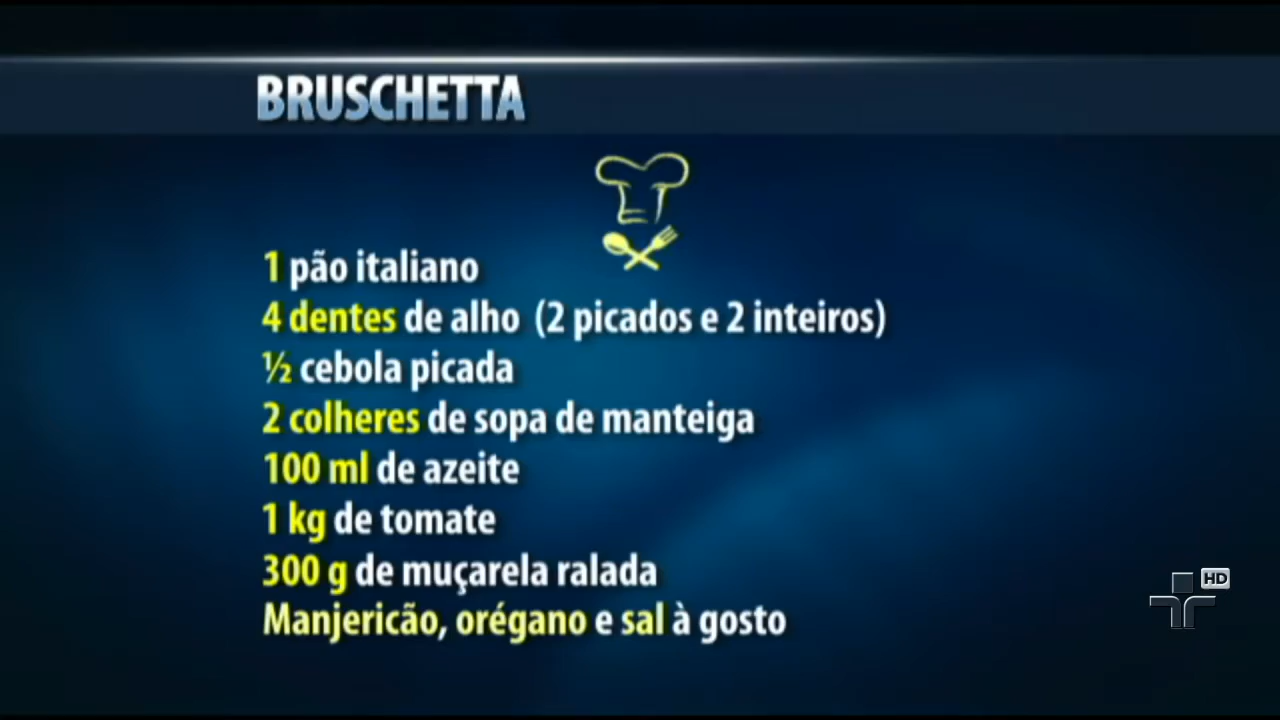 BRUSCHETTA
1 pão italiano
4 dentes de alho (2 picados e 2 inteiros)
½ cebola picada
2 colheres de sopa de manteiga
100 ml de azeite
1 kg de tomate
300 g de muçarela ralada
Manjericão, orégano e sal à gosto
HD